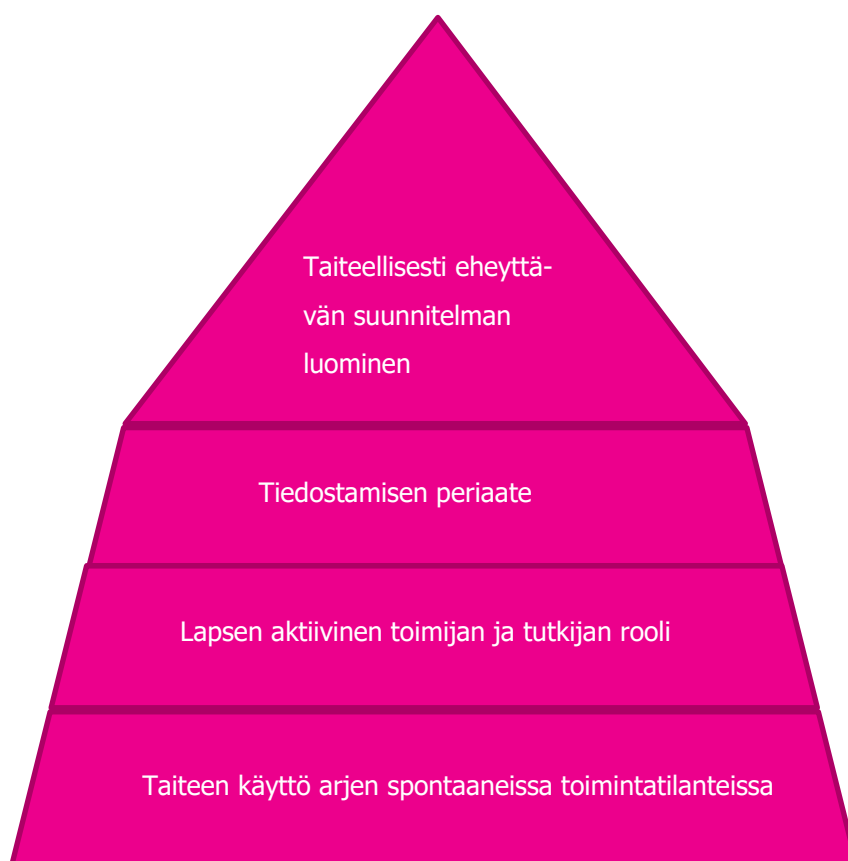 Taiteellisesti eheyttä-
vän suunnitelman
luominen
Tiedostamisen periaate
Lapsen aktiivinen toimijan ja tutkijan rooli
Taiteen käyttö arjen spontaaneissa toimintatilanteissa